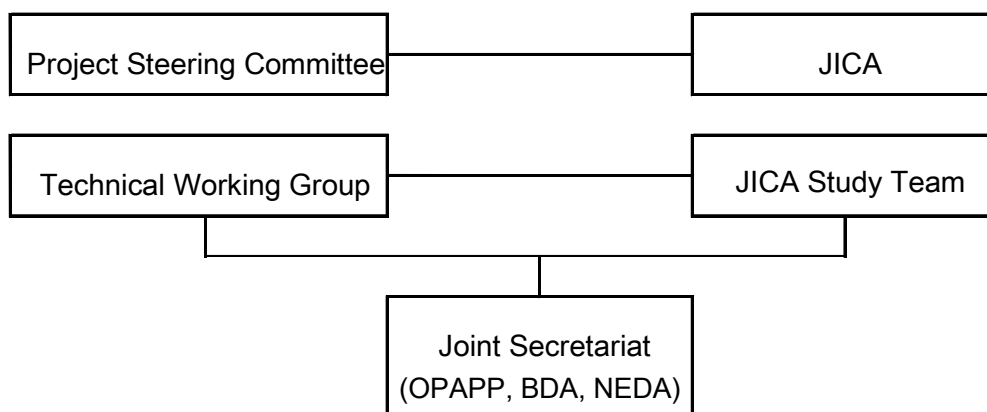 Project Steering Committee
JICA
Technical Working Group
JICA Study Team
Joint Secretariat
(OPAPP, BDA, NEDA)